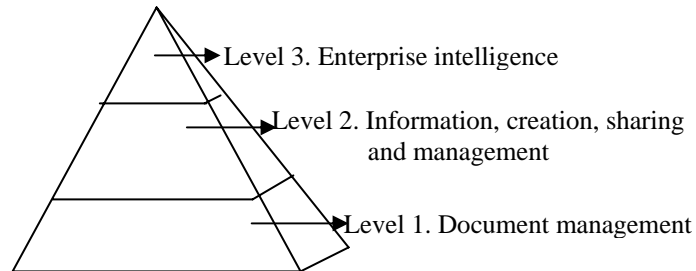 Level 3. Enterprise intelligence
Level 2. Information, creation, sharing
and management
Level 1. Document management